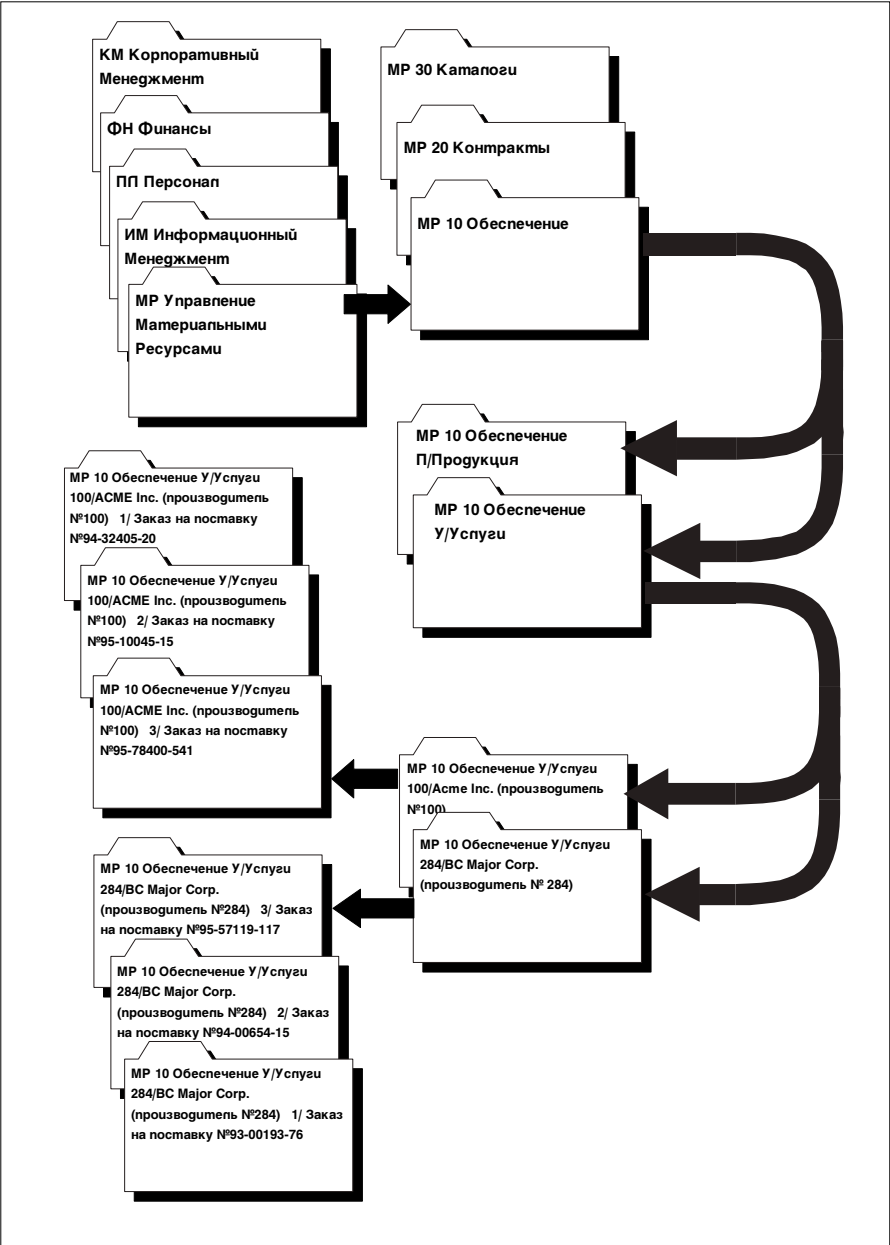 КМ Корпоративный
Менеджмент
ФН Финансы
ПП Персонал
ИМ Информационный
Менеджмент
МР Управление
Материальными
Ресурсами
МР 30 Каталоги
МР 20 Контракты
МР 10 Обеспечение
МР 10 Обеспечение
П/Продукция
МР 10 Обеспечение
У/Услуги
МР 10 Обеспечение У/Услуги
100/ACME Inc. (производитель
№100) 1/ Заказ на поставку
№94-32405-20
МР 10 Обеспечение У/Услуги
100/ACME Inc. (производитель
№100) 2/ Заказ на поставку
№95-10045-15
МР 10 Обеспечение У/Услуги
100/ACME Inc. (производитель
№100) 3/ Заказ на поставку
№95-78400-541
МР 10 Обеспечение У/Услуги
100/Acme Inc. (производитель
№100)
МР 10 Обеспечение У/Услуги
284/BC Major Corp.
(производитель № 284)
МР 10 Обеспечение У/Услуги
284/BC Major Corp.
(производитель №284) 3/ Заказ
на поставку №95-57119-117
МР 10 Обеспечение У/Услуги
284/BC Major Corp.
(производитель №284) 2/ Заказ
на поставку №94-00654-15
МР 10 Обеспечение У/Услуги
284/BC Major Corp.
(производитель №284) 1/ Заказ
на поставку №93-00193-76